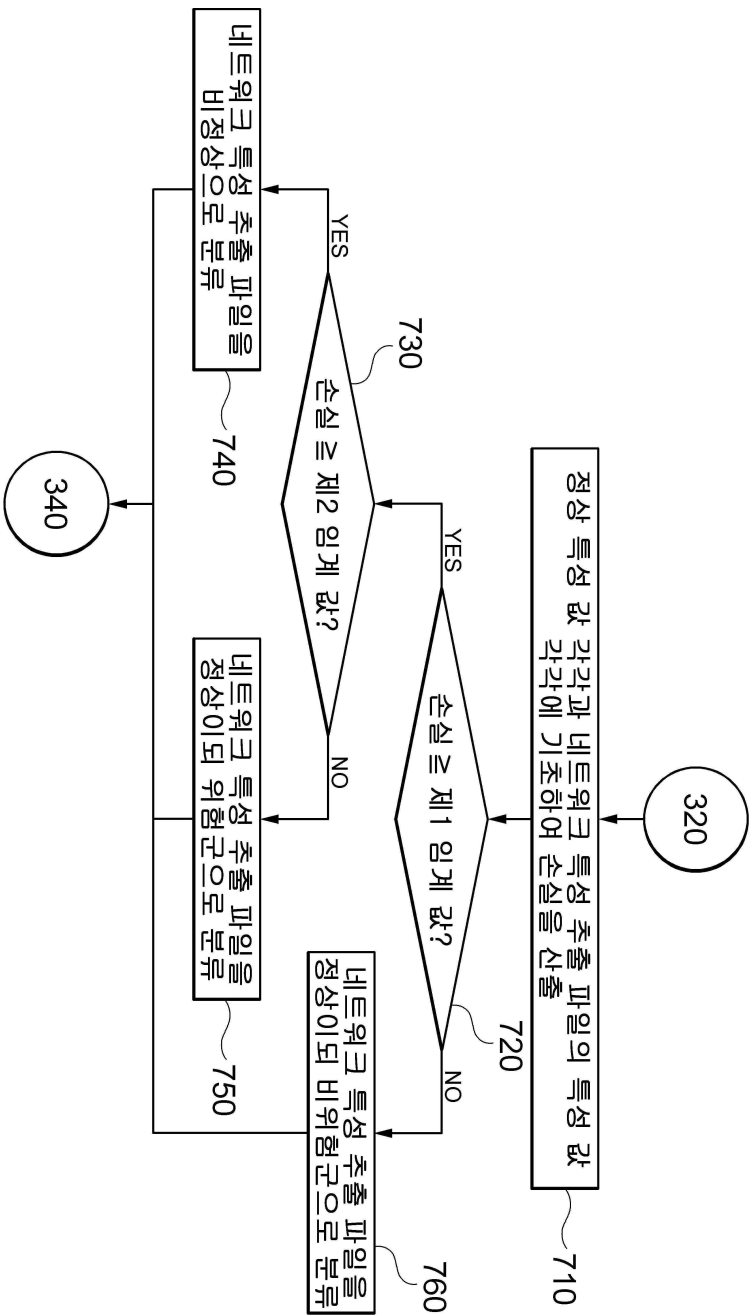 320
정상 특성 값 각각과 네트워크 특성 추출 파일의 특성 값
각각에 기초하여 손실을 산출
710
손실 ≥ 제1 임계 값?
720
YES
NO
손실 ≥ 제2 임계 값?
730
YES
NO
네트워크 특성 추출 파일을
비정상으로 분류
740
네트워크 특성 추출 파일을
정상이되 위험군으로 분류
750
네트워크 특성 추출 파일을
정상이되 비위험군으로 분류
760
340